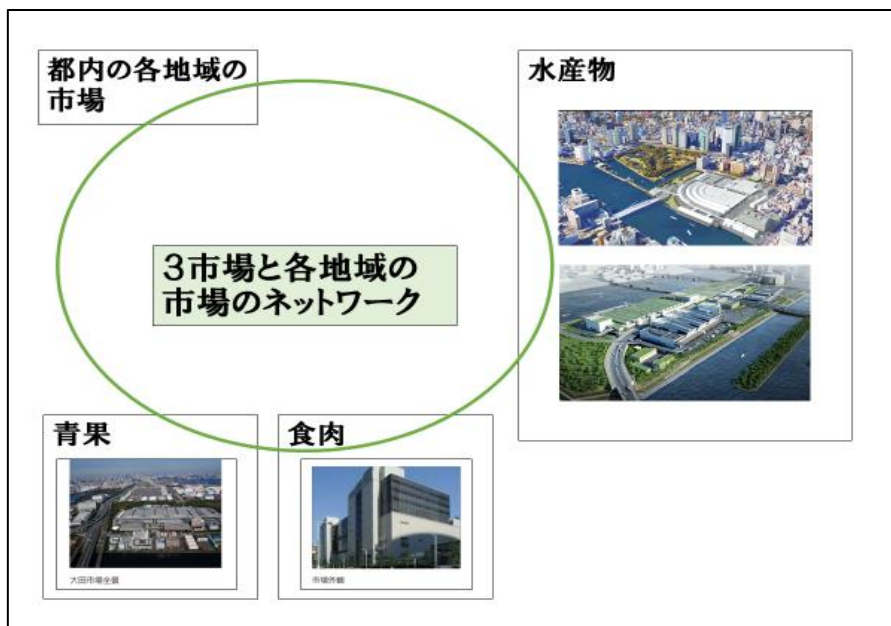 都内の各地域の
市場
水産物
３市場と各地域の
市場のネットワーク
青果
食肉
大田市場全景
市場外観